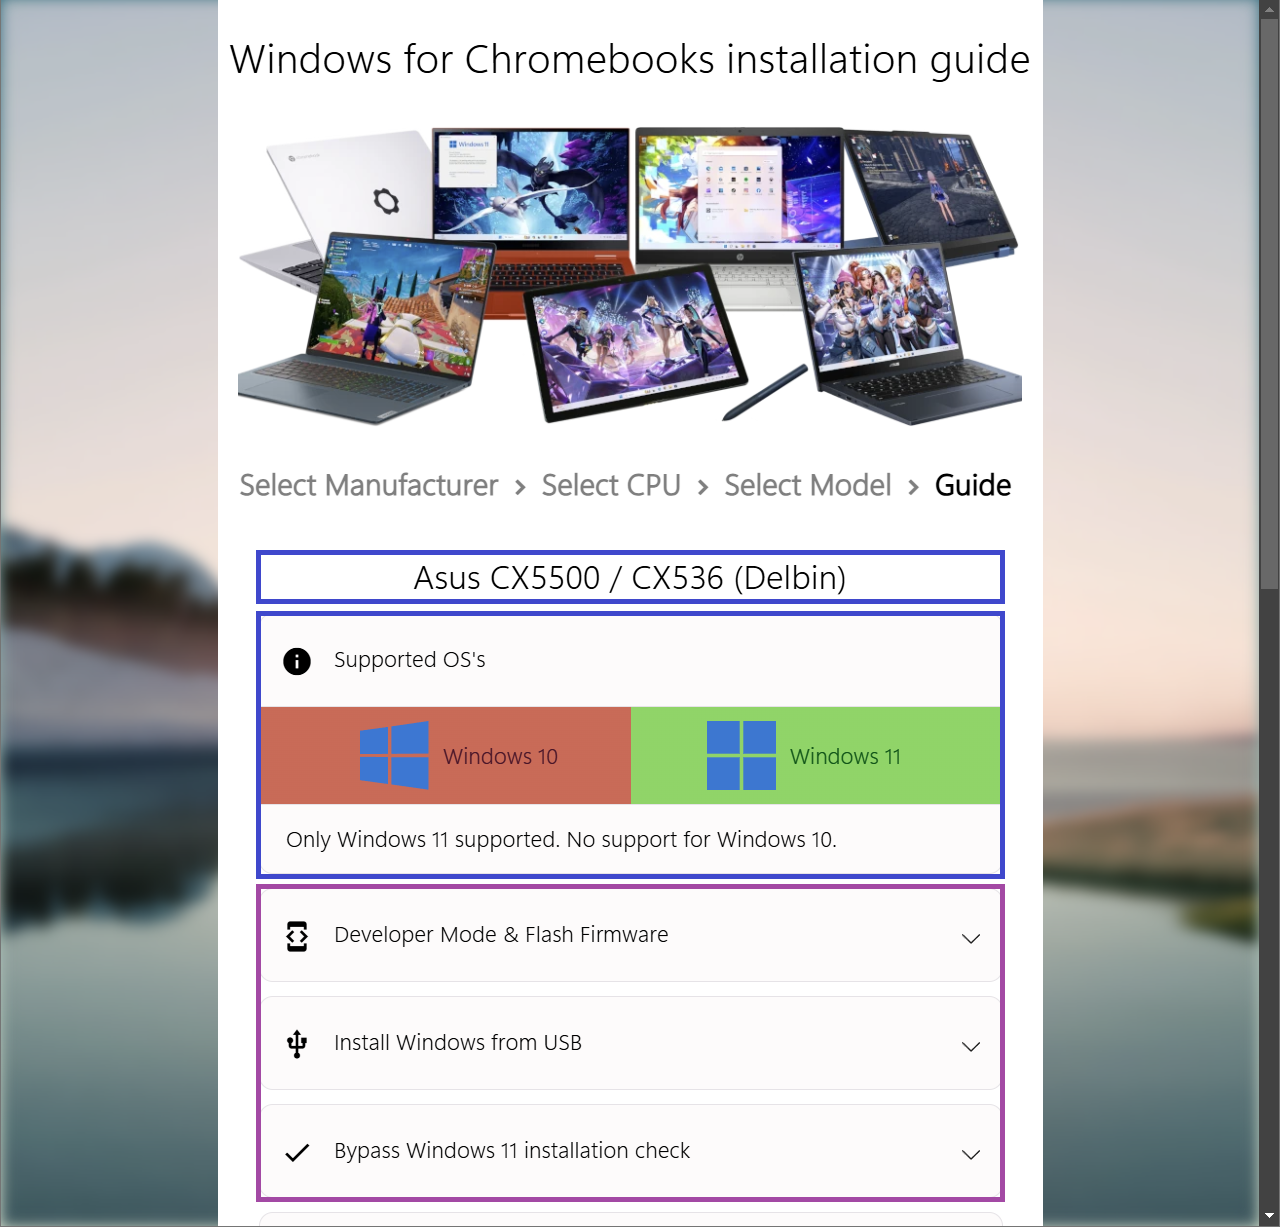 Windows for Chromebooks installation guide
Windows 11
Select Manufacturer > Select CPU > Select Model > Guide
Asus CX5500 / CX536 (Delbin)
Supported OS's
Windows 10
Windows 11
Only Windows 11 supported. No support for Windows 10.
Developer Mode & Flash Firmware
Install Windows from USB
Bypass Windows 11 installation check